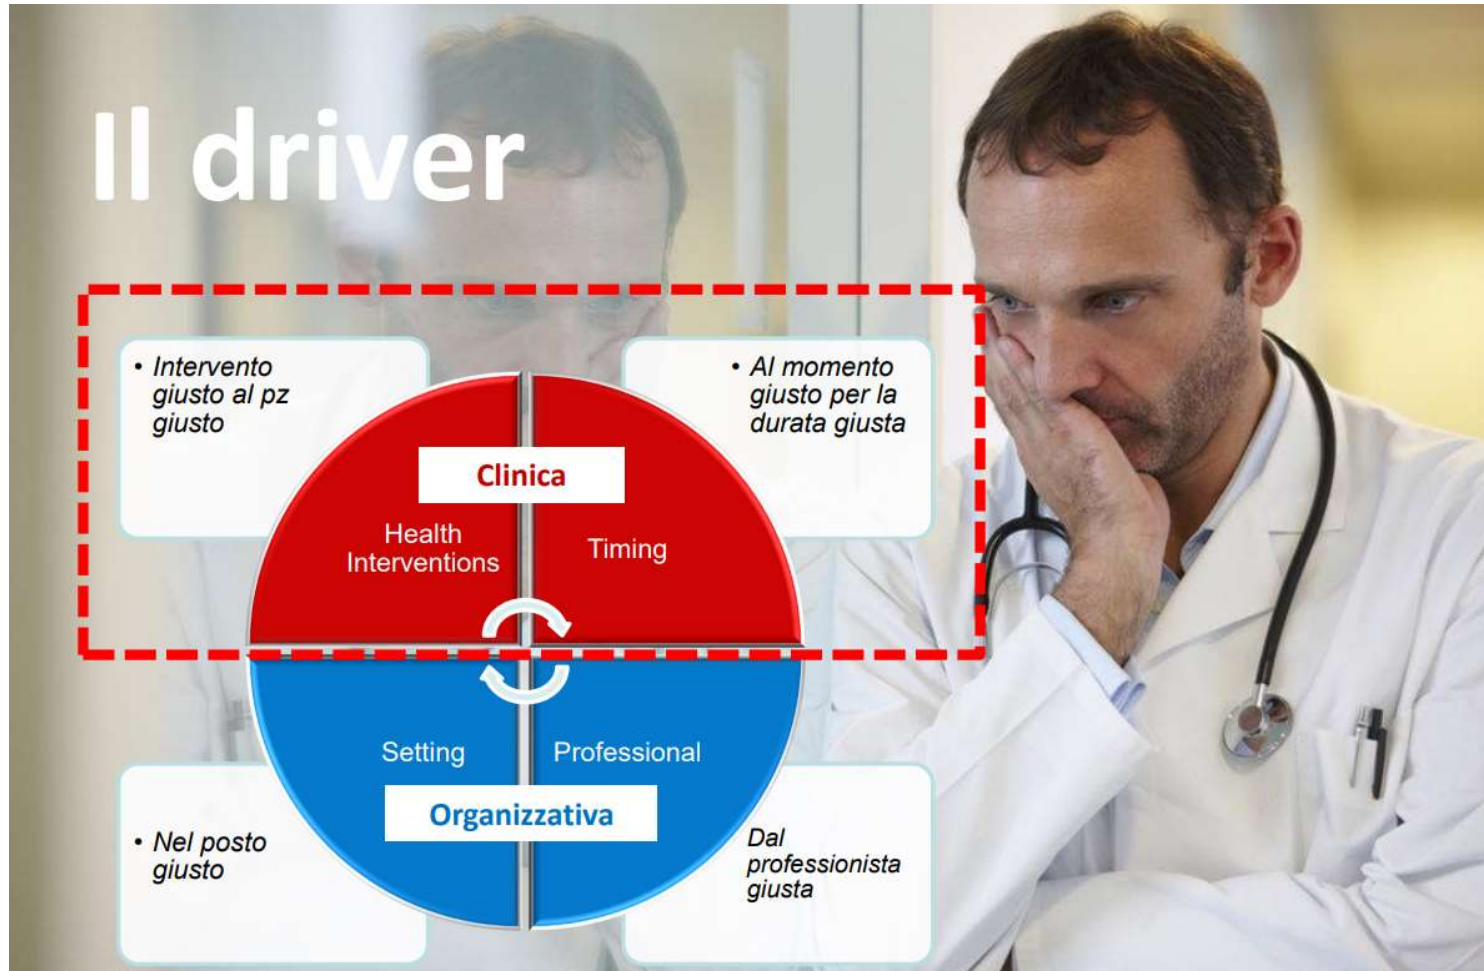 Il driver
• Intervento
giusto al pz
giusto
• Al momento
giusto per la
durata giusta
Clinica
Health
Interventions
Timing
Setting
Professional
Organizzativa
• Nel posto
giusto
Dal
professionista
giusta